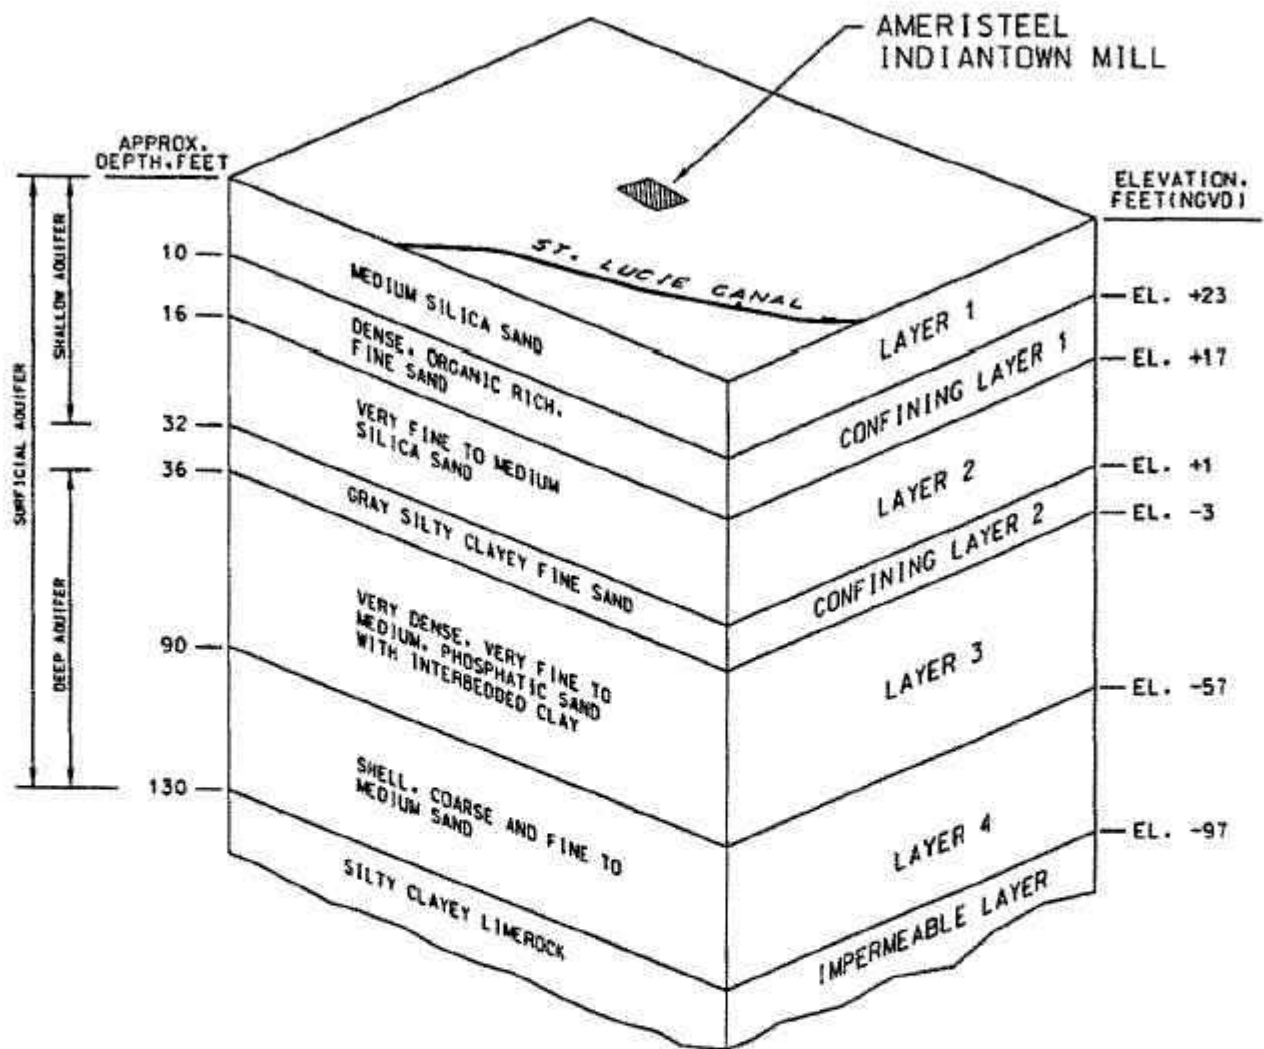 AMERISTEEL
INDIANTOWN MILL
APPROX.
DEPTH.FEET
ELEVATION.
FEET(NGVD)
ST. LUCIE CANAL
SURFICIAL AQUIFER
SHALLOW AQUIFER
DEEP AQUIFER
10
16
32
36
90
130
MEDIUM SILICA SAND
DENSE. ORGANIC RICH.
FINE SAND
VERY FINE TO MEDIUM
SILICA SAND
GRAY SILTY CLAYEY FINE SAND
VERY DENSE. VERY FINE TO
MEDIUM. PHOSPHATIC SAND
WITH INTERBEDDED CLAY
SHELL. COARSE AND FINE TO
MEDIUM SAND
SILTY CLAYEY LIMEROCK
LAYER 1
CONFINING LAYER 1
LAYER 2
CONFINING LAYER 2
LAYER 3
LAYER 4
IMPERMEABLE LAYER
EL. +23
EL. +17
EL. +1
EL. -3
EL. -57
EL. -97